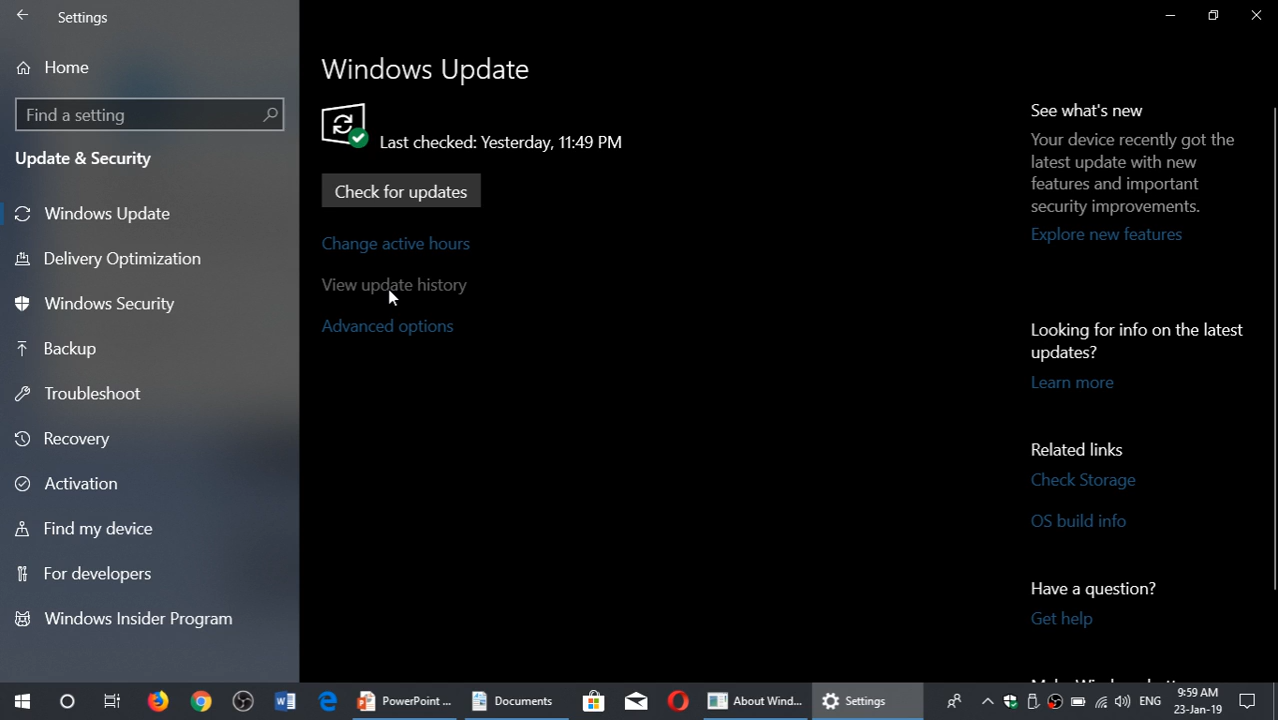 Settings
Home
Find a setting
Update & Security
Windows Update
Delivery Optimization
Windows Security
Backup
Troubleshoot
Recovery
Activation
Find my device
For developers
Windows Insider Program
Windows Update
Last checked: Yesterday, 11:49 PM
Check for updates
Change active hours
View update history
Advanced options
See what's new
Your device recently got the
latest update with new
features and important
security improvements.
Explore new features
Looking for info on the latest
updates?
Learn more
Related links
Check Storage
OS build info
Have a question?
Get help
PowerPoint ...
Documents
About Wind...
Settings
ENG
9:59 AM
23-Jan-19